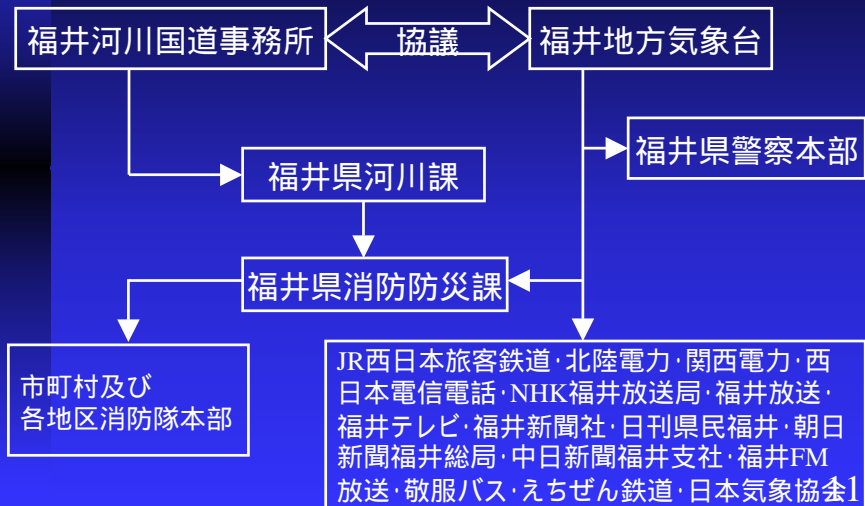 福井河川国道事務所
協議
福井地方気象台
福井県警察本部
福井県河川課
福井県消防防災課
市町村及び
各地区消防隊本部
JR西日本旅客鉄道･北陸電力･関西電力･西
日本電信電話･NHK福井放送局･福井放送･
福井テレビ･福井新聞社･日刊県民福井･朝日
新聞福井総局･中日新聞福井支社･福井FM
放送･敬服バス･えちぜん鉄道･日本気象協会
11